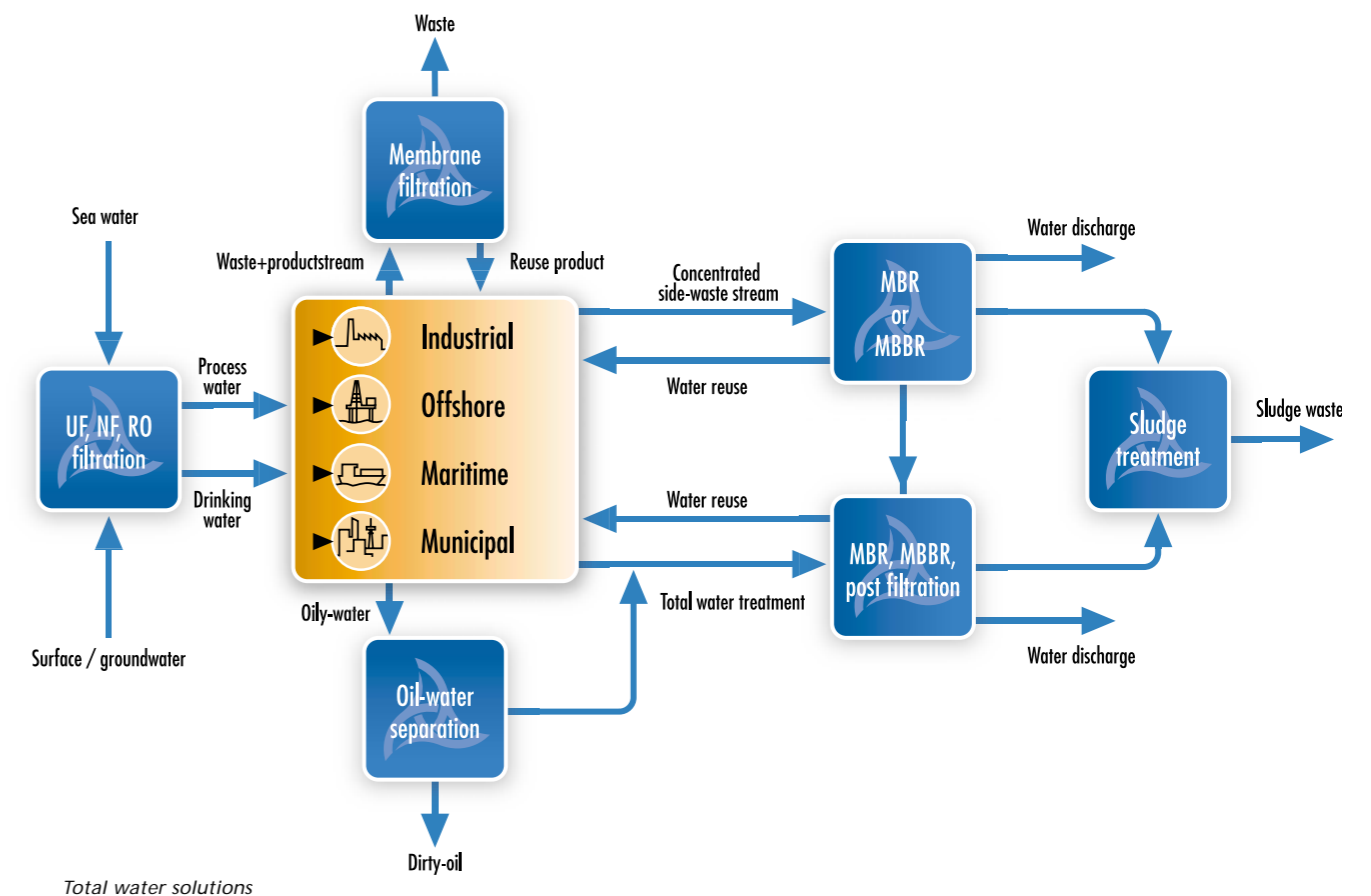 Waste
Membrane
filtration
Sea water
Waste+productstream
Reuse product
Concentrated
side-waste stream
Water discharge
MBR
or
MBBR
Industrial
Process
water
Water reuse
Offshore
UF, NF, RO
filtration
Sludge
treatment
Sludge waste
Maritime
Drinking
water
Water reuse
Municipal
MBR, MBBR,
post filtration
Oily-water
Total water treatment
Surface / groundwater
Water discharge
Oil-water
separation
Dirty-oil
Total water solutions